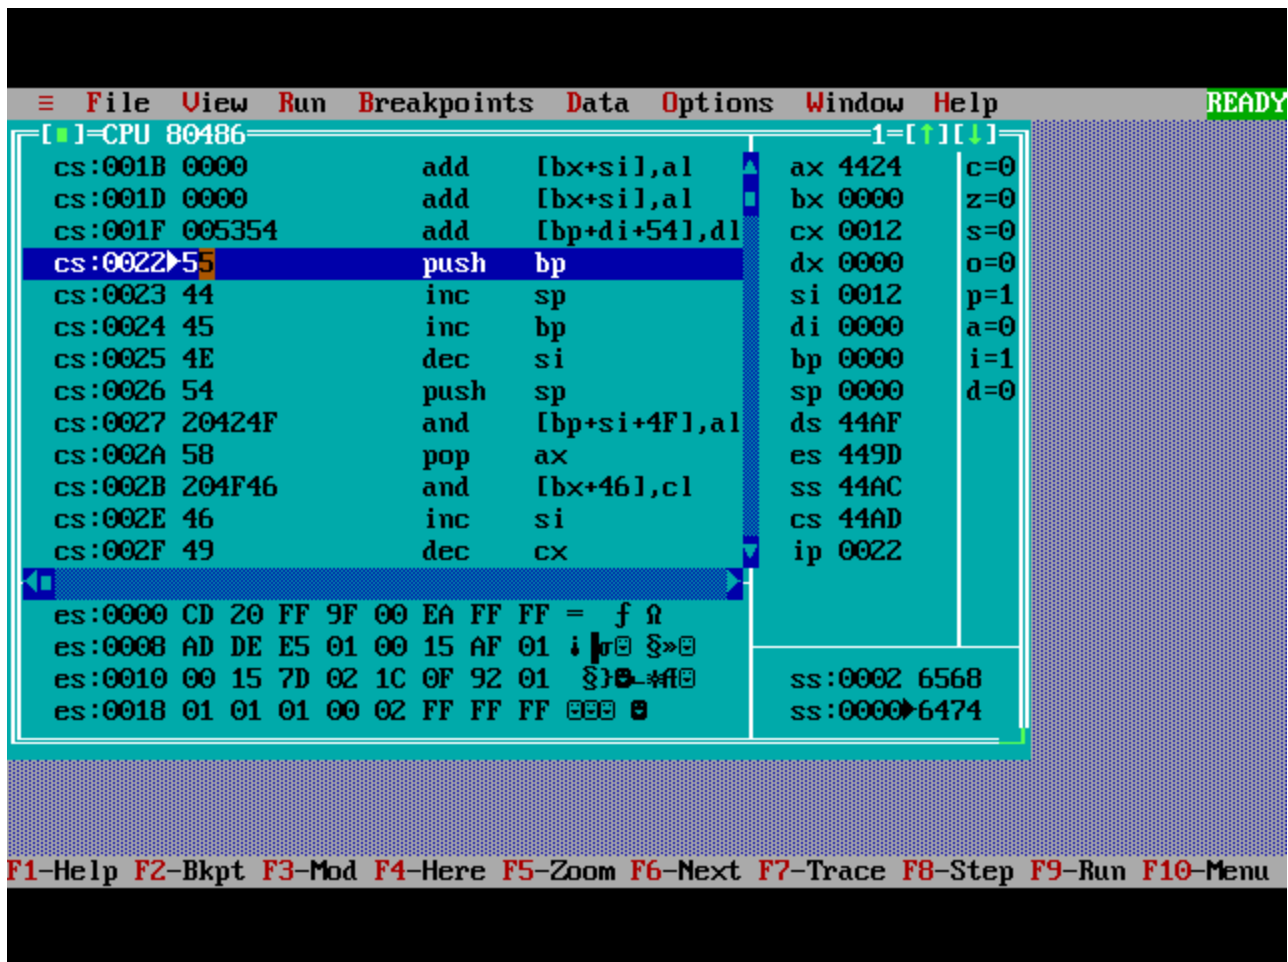 ≡ File View Run Breakpoints Data Options Window Help READY
[■]=CPU 80486 1=[↑][↓]
cs:001B 0000 add [bx+si],al
cs:001D 0000 add [bx+si],al
cs:001F 005354 add [bp+di+54],dl
cs:0022▶55 push bp
cs:0023 44 inc sp
cs:0024 45 inc bp
cs:0025 4E dec si
cs:0026 54 push sp
cs:0027 20424F and [bp+si+4F],al
cs:002A 58 pop ax
cs:002B 204F46 and [bx+46],cl
cs:002E 46 inc si
cs:002F 49 dec cx
ax 4424 c=0
bx 0000 z=0
cx 0012 s=0
dx 0000 o=0
si 0012 p=1
di 0000 a=0
bp 0000 i=1
sp 0000 d=0
ds 44AF
es 449D
ss 44AC
cs 44AD
ip 0022
es:0000 CD 20 FF 9F 00 EA FF FF = ƒ Ω
es:0008 AD DE E5 01 00 15 AF 01 ¡▐σ☺ §»☺
es:0010 00 15 7D 02 1C 0F 92 01 §}☻∟☼Æ☺
es:0018 01 01 01 00 02 FF FF FF ☺☺☺ ☻
ss:0002 6568
ss:0000▶6474
F1-Help F2-Bkpt F3-Mod F4-Here F5-Zoom F6-Next F7-Trace F8-Step F9-Run F10-Menu